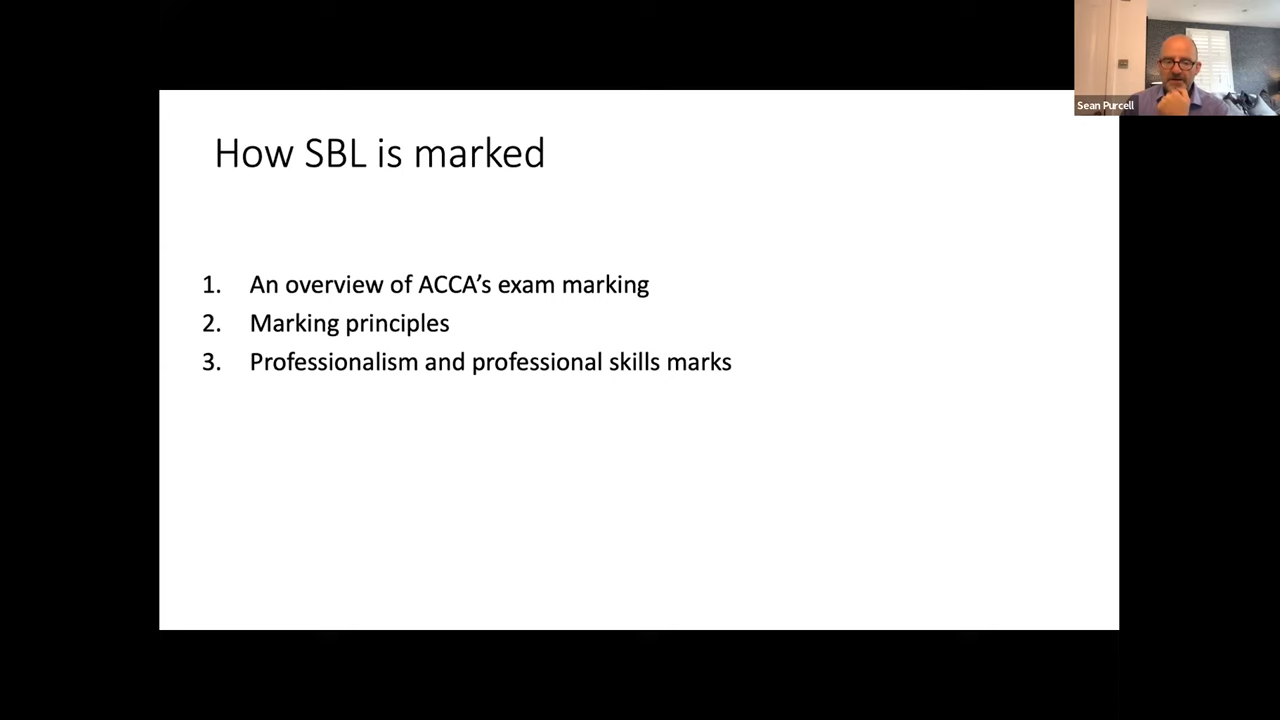 How SBL is marked
1. An overview of ACCA's exam marking
2. Marking principles
3. Professionalism and professional skills marks
Sean Purcell